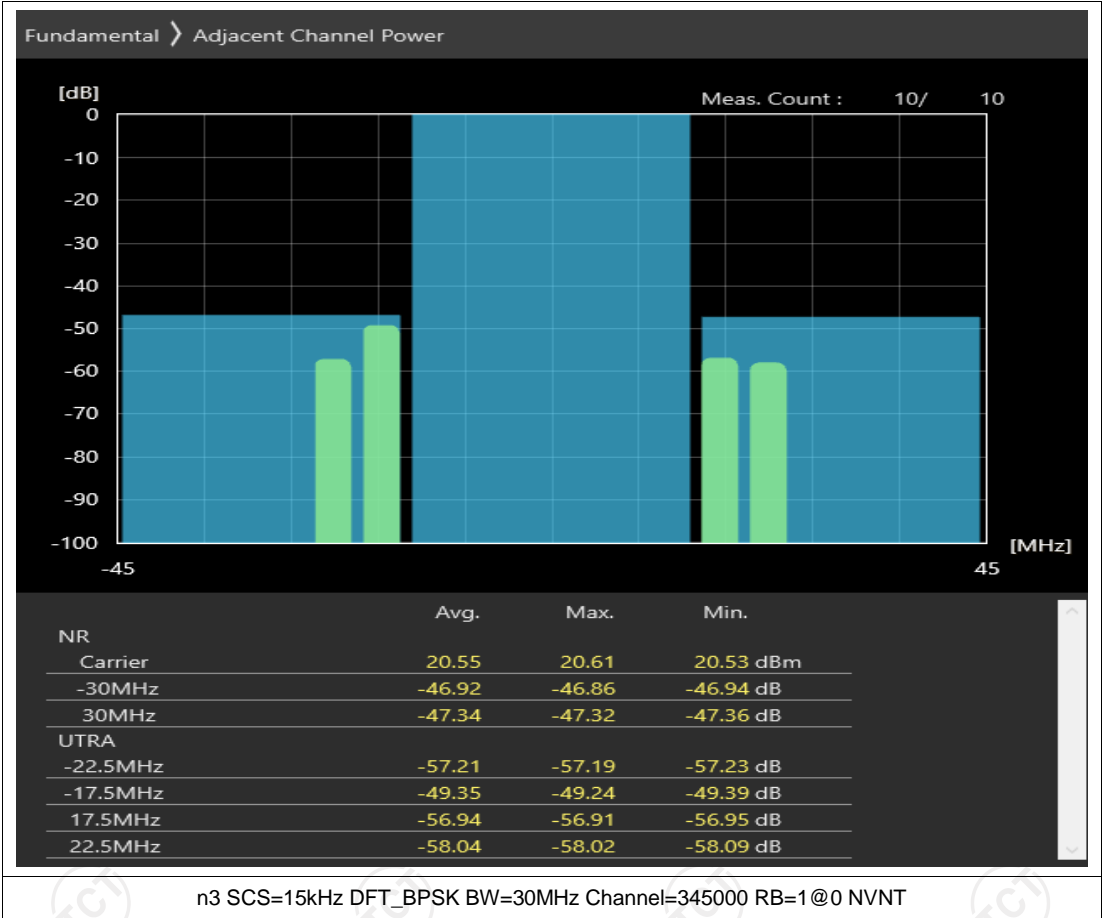 Fundamental ❯ Adjacent Channel Power
[dB]
Meas. Count : 10/ 10
0
-10
-20
-30
-40
-50
-60
-70
-80
-90
-100
[MHz]
-45 45
Avg. Max. Min.
NR
Carrier 20.55 20.61 20.53 dBm
-30MHz -46.92 -46.86 -46.94 dB
30MHz -47.34 -47.32 -47.36 dB
UTRA
-22.5MHz -57.21 -57.19 -57.23 dB
-17.5MHz -49.35 -49.24 -49.39 dB
17.5MHz -56.94 -56.91 -56.95 dB
22.5MHz -58.04 -58.02 -58.09 dB
n3 SCS=15kHz DFT_BPSK BW=30MHz Channel=345000 RB=1@0 NVNT
TCT TCT TCT TCT